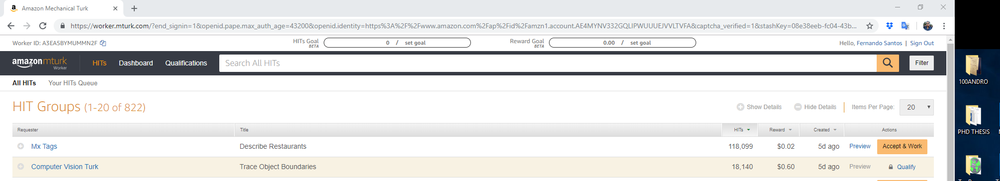 Amazon Mechanical Turk
https://worker.mturk.com/?end_signin=1&openid.pape.max_auth_age=43200&openid.identity=https%3A%2F%2Fwww.amazon.com%2Fap%2Fid%2Famzn1.account.AE4MYNV332GQLIPWUUUEJVVLTVFA&captcha_verified=1&stashKey=08e38eeb-fc04-43b...
Worker ID: A3EA5BYMUMMN2F
HITs Goal BETA 0 / set goal
Reward Goal BETA 0.00 / set goal
Hello, Fernando Santos | Sign Out
amazonmturk Worker
HITs Dashboard Qualifications Search All HITs Filter
All HITs Your HITs Queue
HIT Groups (1-20 of 822)
Show Details Hide Details Items Per Page: 20
Requester Title HITs Reward Created Actions
Mx Tags Describe Restaurants 118,099 $0.02 5d ago Preview Accept & Work
Computer Vision Turk Trace Object Boundaries 18,140 $0.60 5d ago Preview Qualify
100ANDRO
PHD THESIS